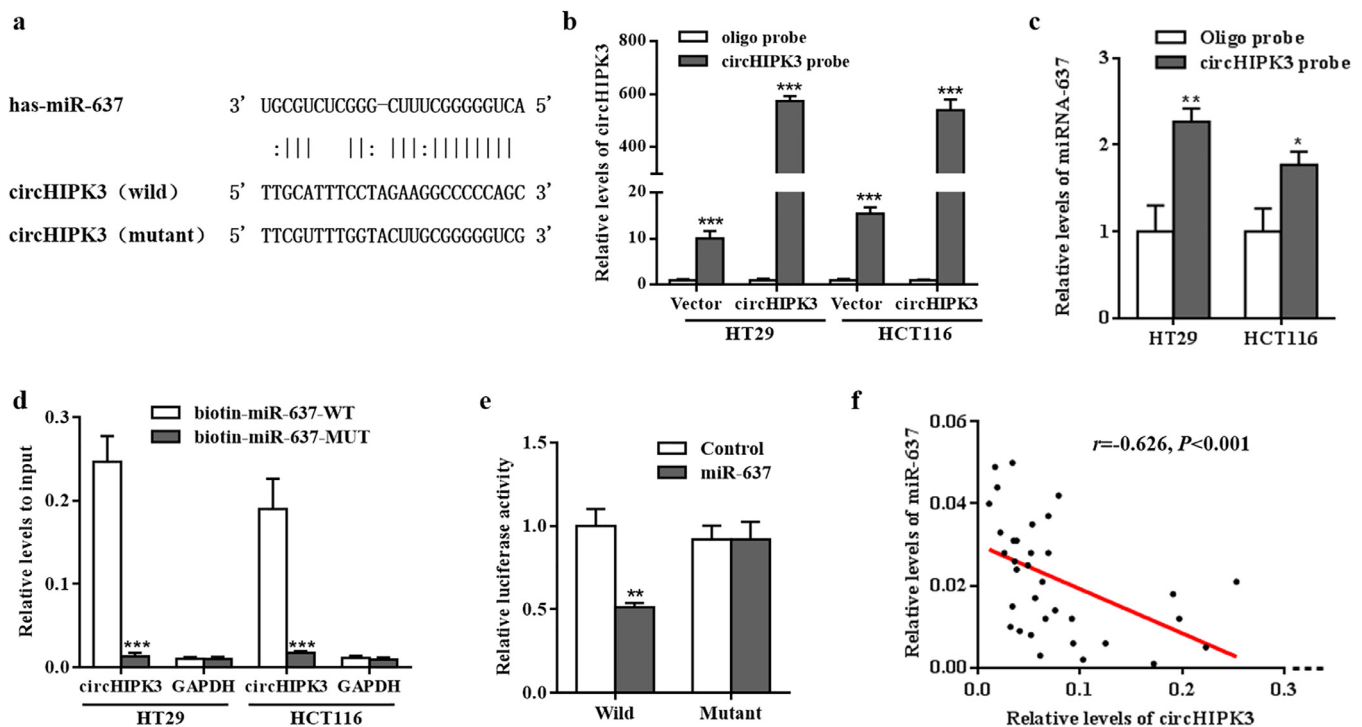 a
has-miR-637 3' UGCGUCUCGGG-CUUUCGGGGGUCA 5'
:||| ||: |||:||||||||
circHIPK3 (wild) 5' TTGCATTTCCTAGAAGGCCCCCAGC 3'
circHIPK3 (mutant) 5' TTCGUTTTGGTACUUGCGGGGGUCG 3'
b
oligo probe
circHIPK3 probe
Relative levels of circHIPK3
800
600
400
20
10
0
*** *** *** ***
Vector circHIPK3 Vector circHIPK3
HT29 HCT116
c
Oligo probe
circHIPK3 probe
Relative levels of miRNA-637
3
2
1
0
** *
HT29 HCT116
d
biotin-miR-637-WT
biotin-miR-637-MUT
Relative levels to input
0.3
0.2
0.1
0.0
*** ***
circHIPK3 GAPDH circHIPK3 GAPDH
HT29 HCT116
e
Control
miR-637
Relative luciferase activity
1.5
1.0
0.5
0.0
**
Wild Mutant
f
r=-0.626, P<0.001
Relative levels of miR-637
0.06
0.04
0.02
0.00
0.0 0.1 0.2 0.3
Relative levels of circHIPK3